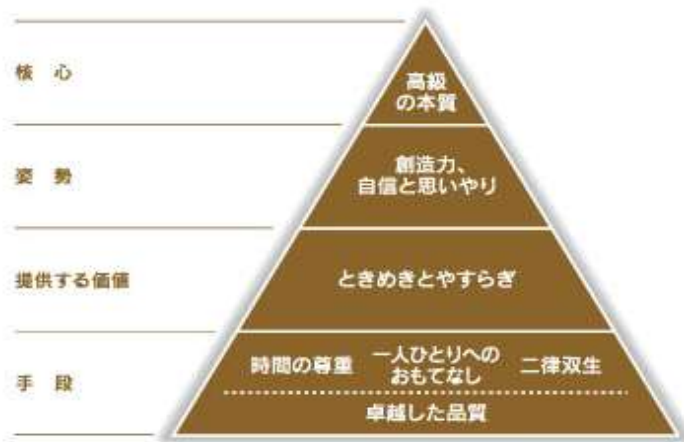 核 心
高級
の本質
姿 勢
創造力、
自信と思いやり
提供する価値
ときめきとやすらぎ
手 段
時間の尊重
一人ひとりへの
おもてなし
二律双生
卓越した品質